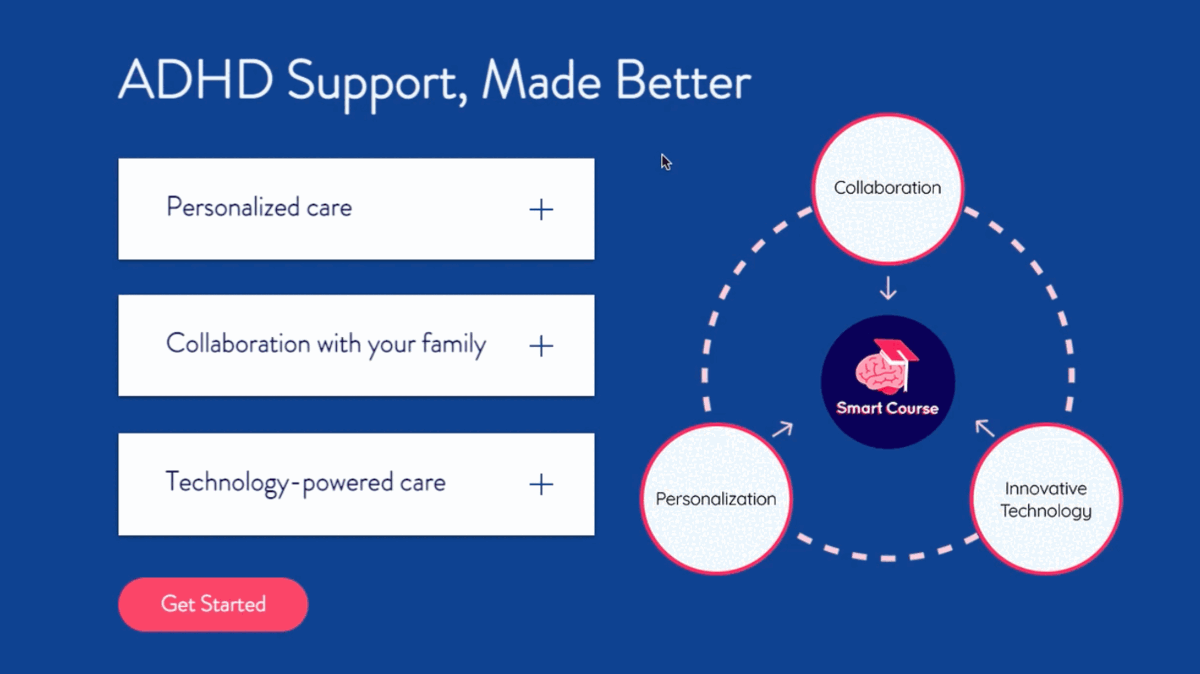 ADHD Support, Made Better
Personalized care
Collaboration with your family
Technology-powered care
Get Started
Collaboration
Smart Course
Personalization
Innovative
Technology